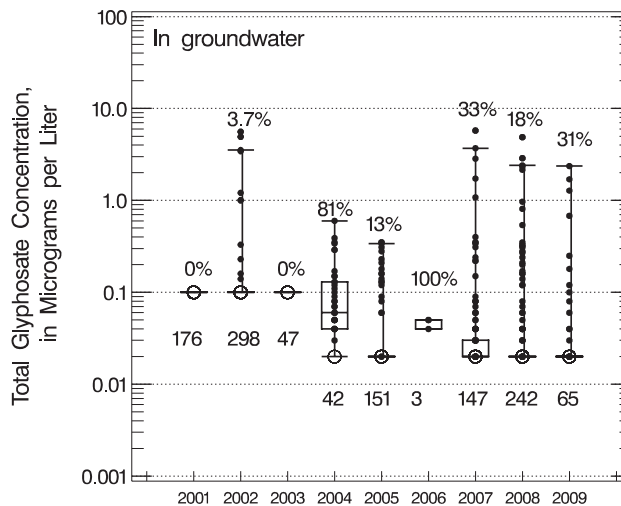 In groundwater
Total Glyphosate Concentration,
in Micrograms per Liter
100
10.0
1.0
0.1
0.01
0.001
0% 3.7% 0% 81% 13% 100% 33% 18% 31%
176 298 47 42 151 3 147 242 65
2001 2002 2003 2004 2005 2006 2007 2008 2009